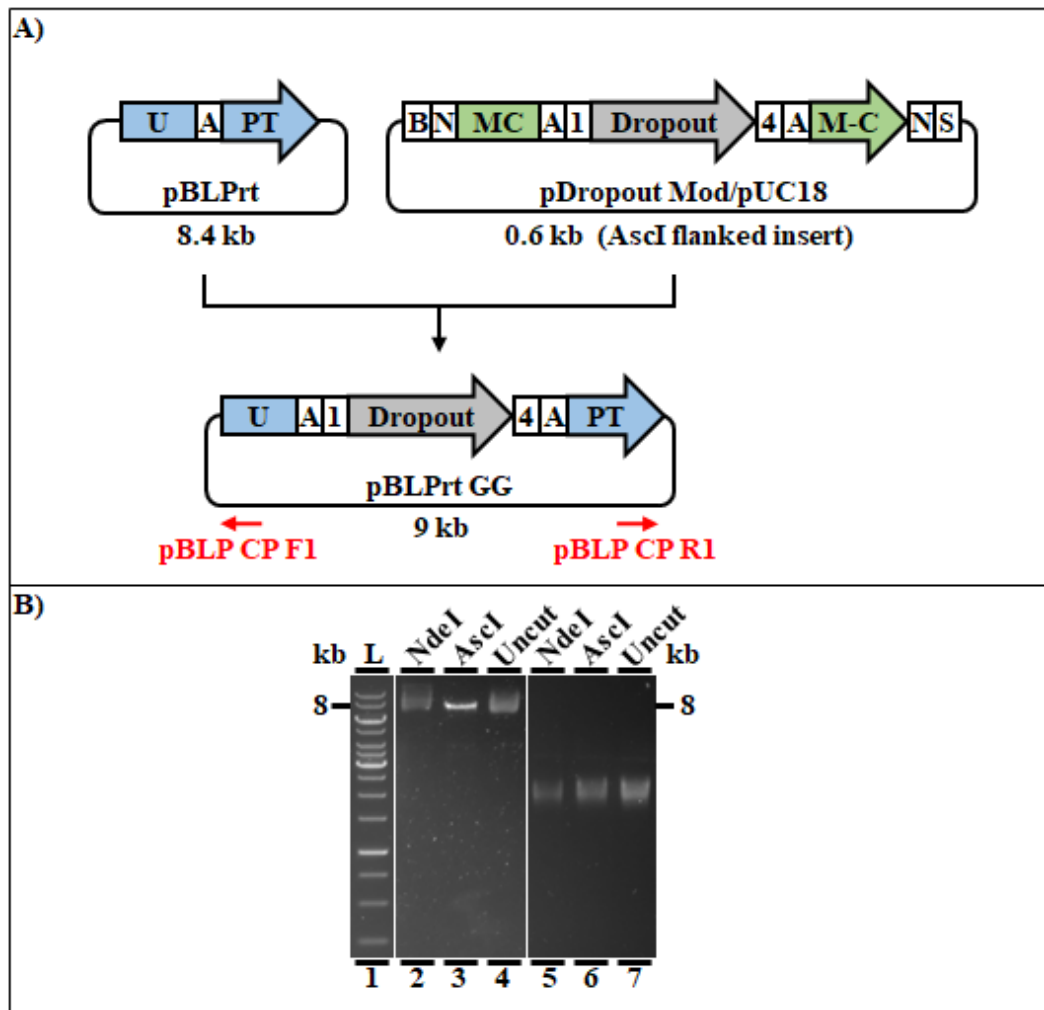 A)
U A PT
B N MC A 1 Dropout 4 A M-C N S
pBLPrt
pDropout Mod/pUC18
8.4 kb
0.6 kb (AscI flanked insert)
U A 1 Dropout 4 A PT
pBLPrt GG
9 kb
pBLP CP F1
pBLP CP R1
B)
kb L NdeI AscI Uncut NdeI AscI Uncut kb
8 8
1 2 3 4 5 6 7